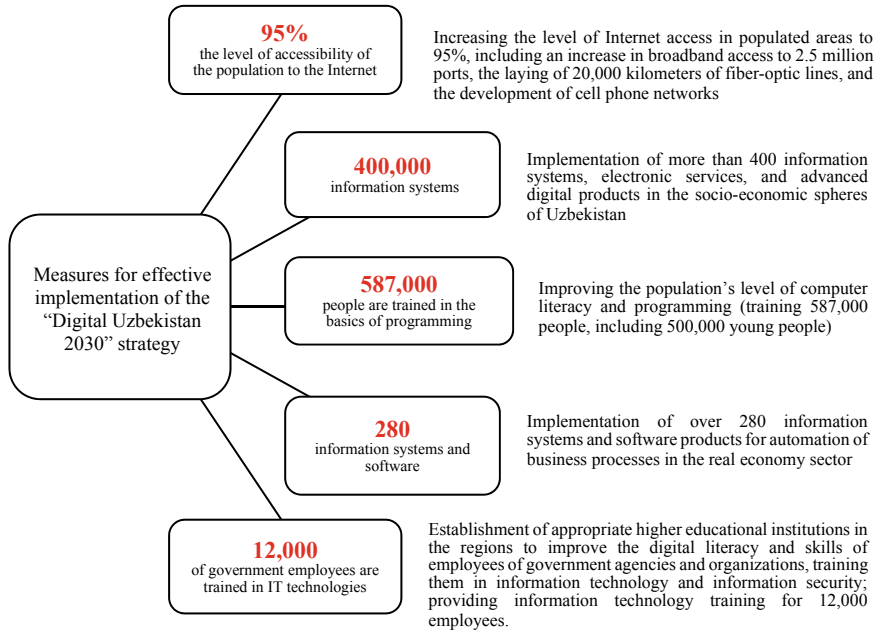 95%
the level of accessibility of
the population to the Internet
Increasing the level of Internet access in populated areas to
95%, including an increase in broadband access to 2.5 million
ports, the laying of 20,000 kilometers of fiber-optic lines, and
the development of cell phone networks
400,000
information systems
Implementation of more than 400 information
systems, electronic services, and advanced
digital products in the socio-economic spheres
of Uzbekistan
Measures for effective
implementation of the
“Digital Uzbekistan
2030” strategy
587,000
people are trained in the
basics of programming
Improving the population’s level of computer
literacy and programming (training 587,000
people, including 500,000 young people)
280
information systems and
software
Implementation of over 280 information
systems and software products for automation of
business processes in the real economy sector
12,000
of government employees are
trained in IT technologies
Establishment of appropriate higher educational institutions in
the regions to improve the digital literacy and skills of
employees of government agencies and organizations, training
them in information technology and information security;
providing information technology training for 12,000
employees.